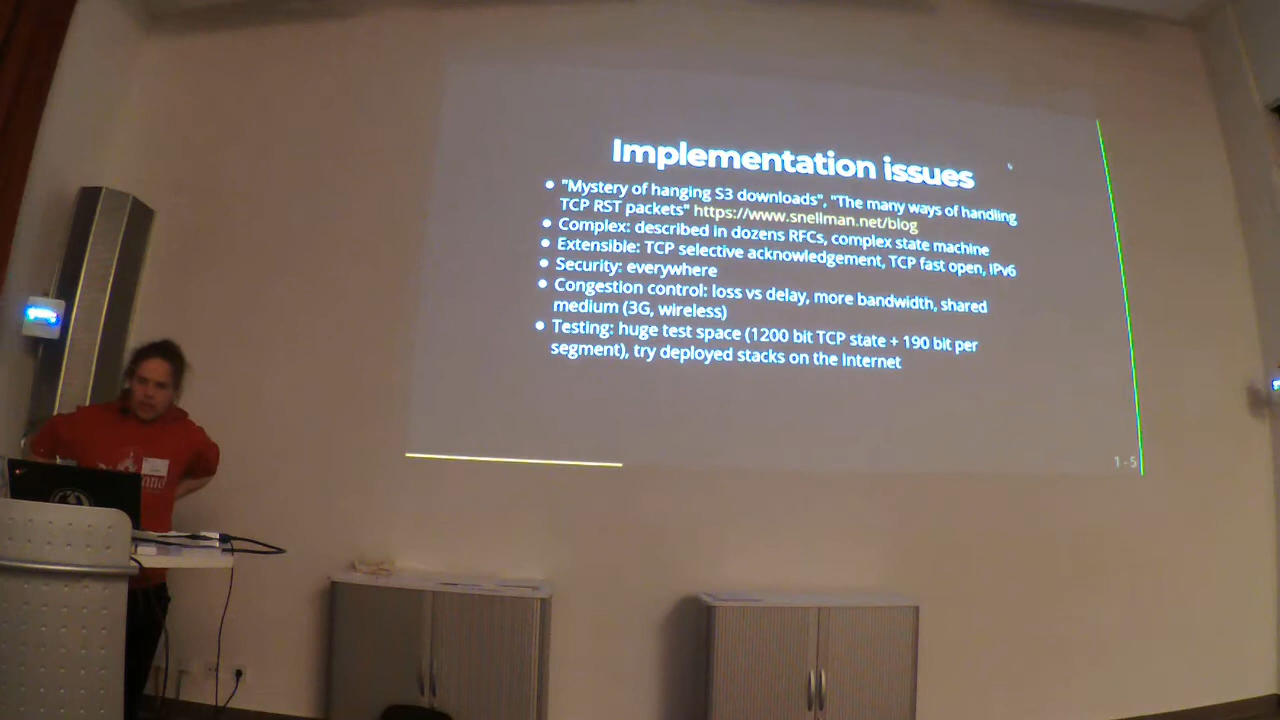 Implementation issues
"Mystery of hanging S3 downloads", "The many ways of handling
TCP RST packets" https://www.snellman.net/blog
Complex: described in dozens RFCs, complex state machine
Extensible: TCP selective acknowledgement, TCP fast open, IPv6
Security: everywhere
Congestion control: loss vs delay, more bandwidth, shared
medium (3G, wireless)
Testing: huge test space (1200 bit TCP state + 190 bit per
segment), try deployed stacks on the Internet
1 - 5